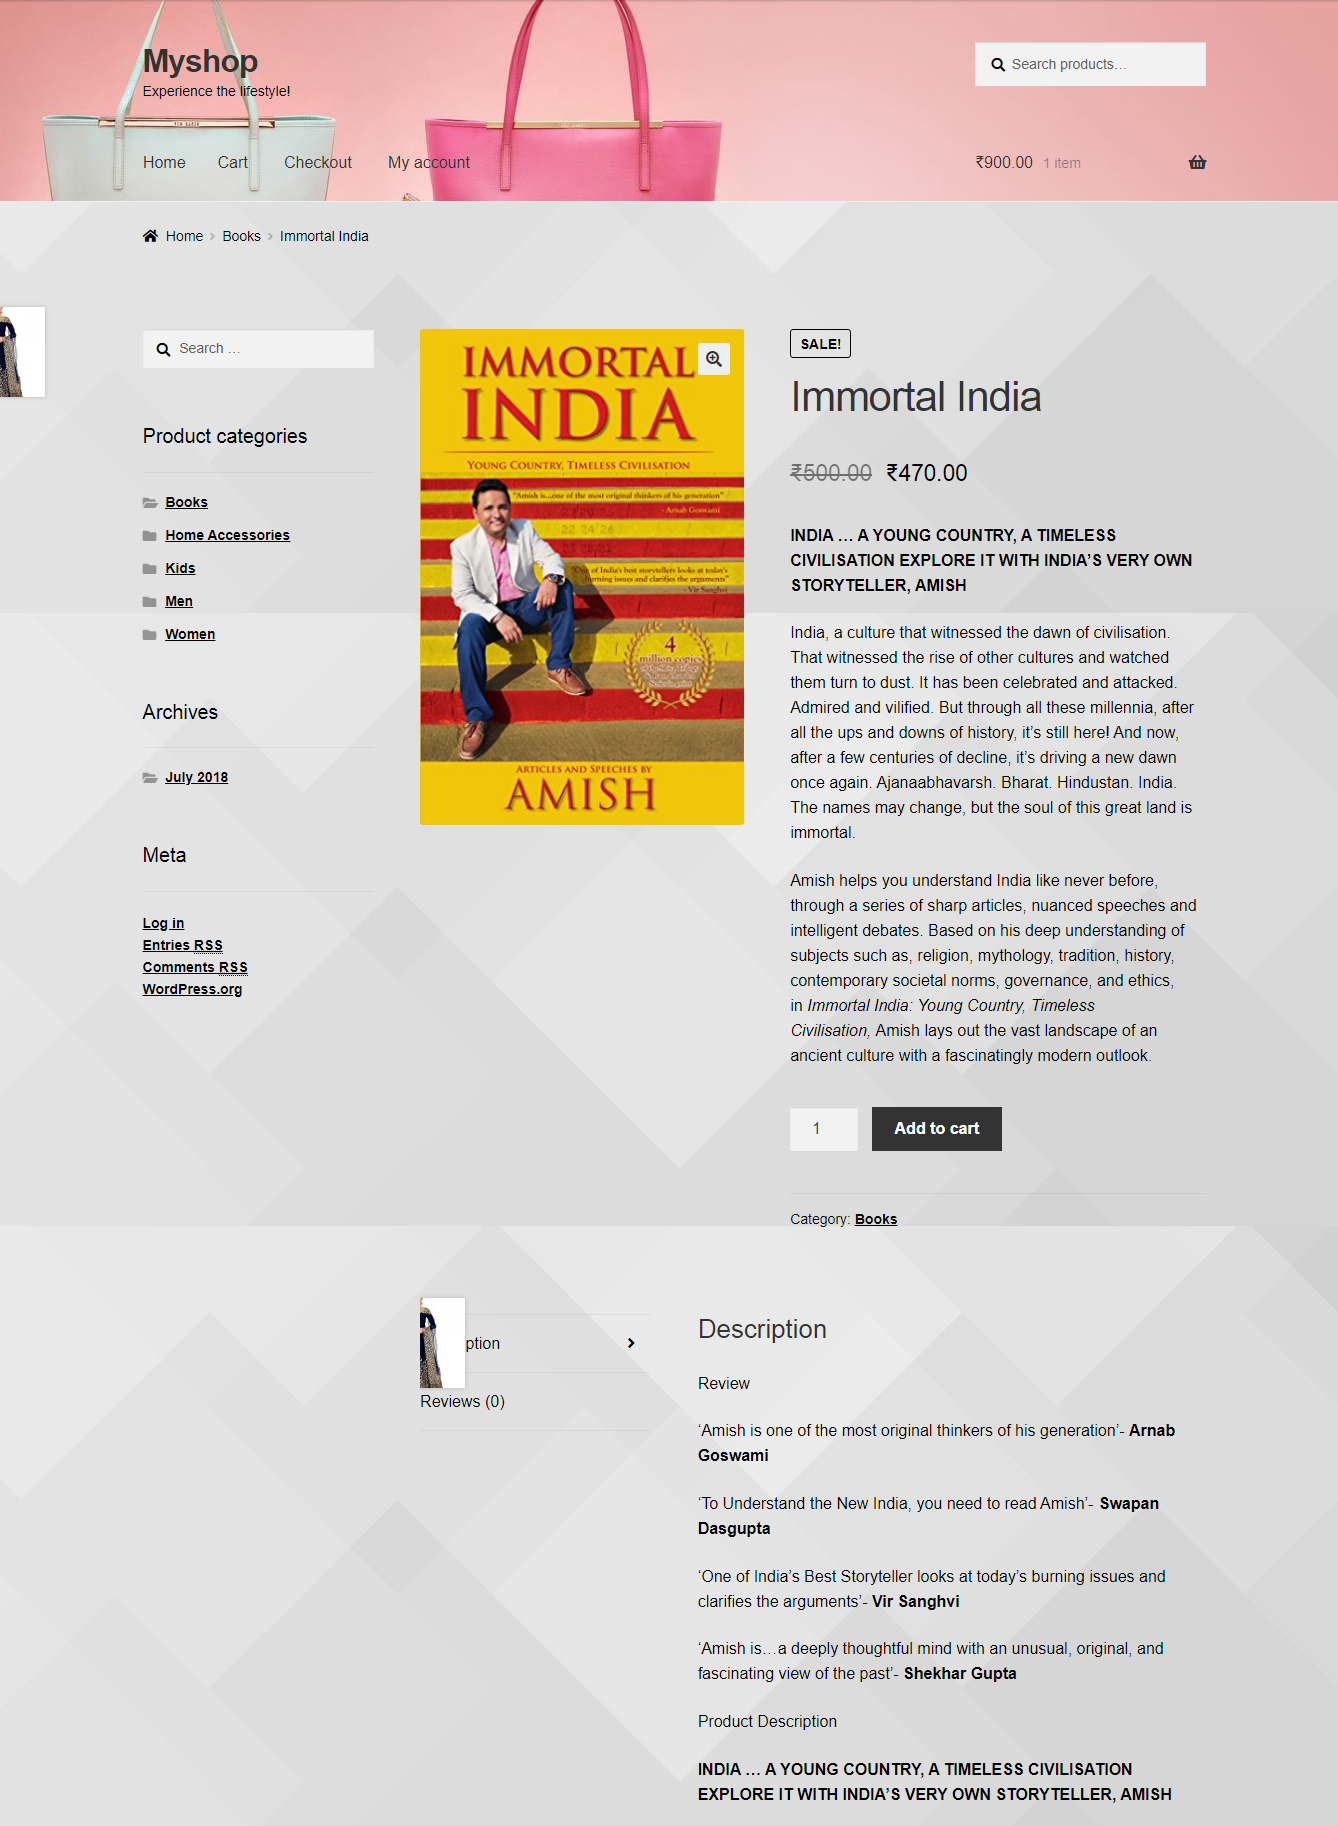 Myshop
Experience the lifestyle!
Search products…
Home
Cart
Checkout
My account
₹900.00 1 item
Home
Books
Immortal India
Search …
Product categories
Books
Home Accessories
Kids
Men
Women
Archives
July 2018
Meta
Log in
Entries RSS
Comments RSS
WordPress.org
IMMORTAL
INDIA
YOUNG COUNTRY, TIMELESS CIVILISATION
"Amish is...one of the most original thinkers of his generation"
- Arnab Goswami
22 24 26
"One of India's best storytellers looks at today's
burning issues and clarifies the arguments"
- Vir Sanghvi
4
million copies
ARTICLES AND SPEECHES BY
AMISH
SALE!
Immortal India
₹500.00 ₹470.00
INDIA … A YOUNG COUNTRY, A TIMELESS
CIVILISATION EXPLORE IT WITH INDIA’S VERY OWN
STORYTELLER, AMISH
India, a culture that witnessed the dawn of civilisation.
That witnessed the rise of other cultures and watched
them turn to dust. It has been celebrated and attacked.
Admired and vilified. But through all these millennia, after
all the ups and downs of history, it’s still here! And now,
after a few centuries of decline, it’s driving a new dawn
once again. Ajanaabhavarsh. Bharat. Hindustan. India.
The names may change, but the soul of this great land is
immortal.
Amish helps you understand India like never before,
through a series of sharp articles, nuanced speeches and
intelligent debates. Based on his deep understanding of
subjects such as, religion, mythology, tradition, history,
contemporary societal norms, governance, and ethics,
in Immortal India: Young Country, Timeless
Civilisation, Amish lays out the vast landscape of an
ancient culture with a fascinatingly modern outlook.
1
Add to cart
Category: Books
ption
Reviews (0)
Description
Review
‘Amish is one of the most original thinkers of his generation’- Arnab
Goswami
‘To Understand the New India, you need to read Amish’- Swapan
Dasgupta
‘One of India’s Best Storyteller looks at today’s burning issues and
clarifies the arguments’- Vir Sanghvi
‘Amish is…a deeply thoughtful mind with an unusual, original, and
fascinating view of the past’- Shekhar Gupta
Product Description
INDIA … A YOUNG COUNTRY, A TIMELESS CIVILISATION
EXPLORE IT WITH INDIA’S VERY OWN STORYTELLER, AMISH